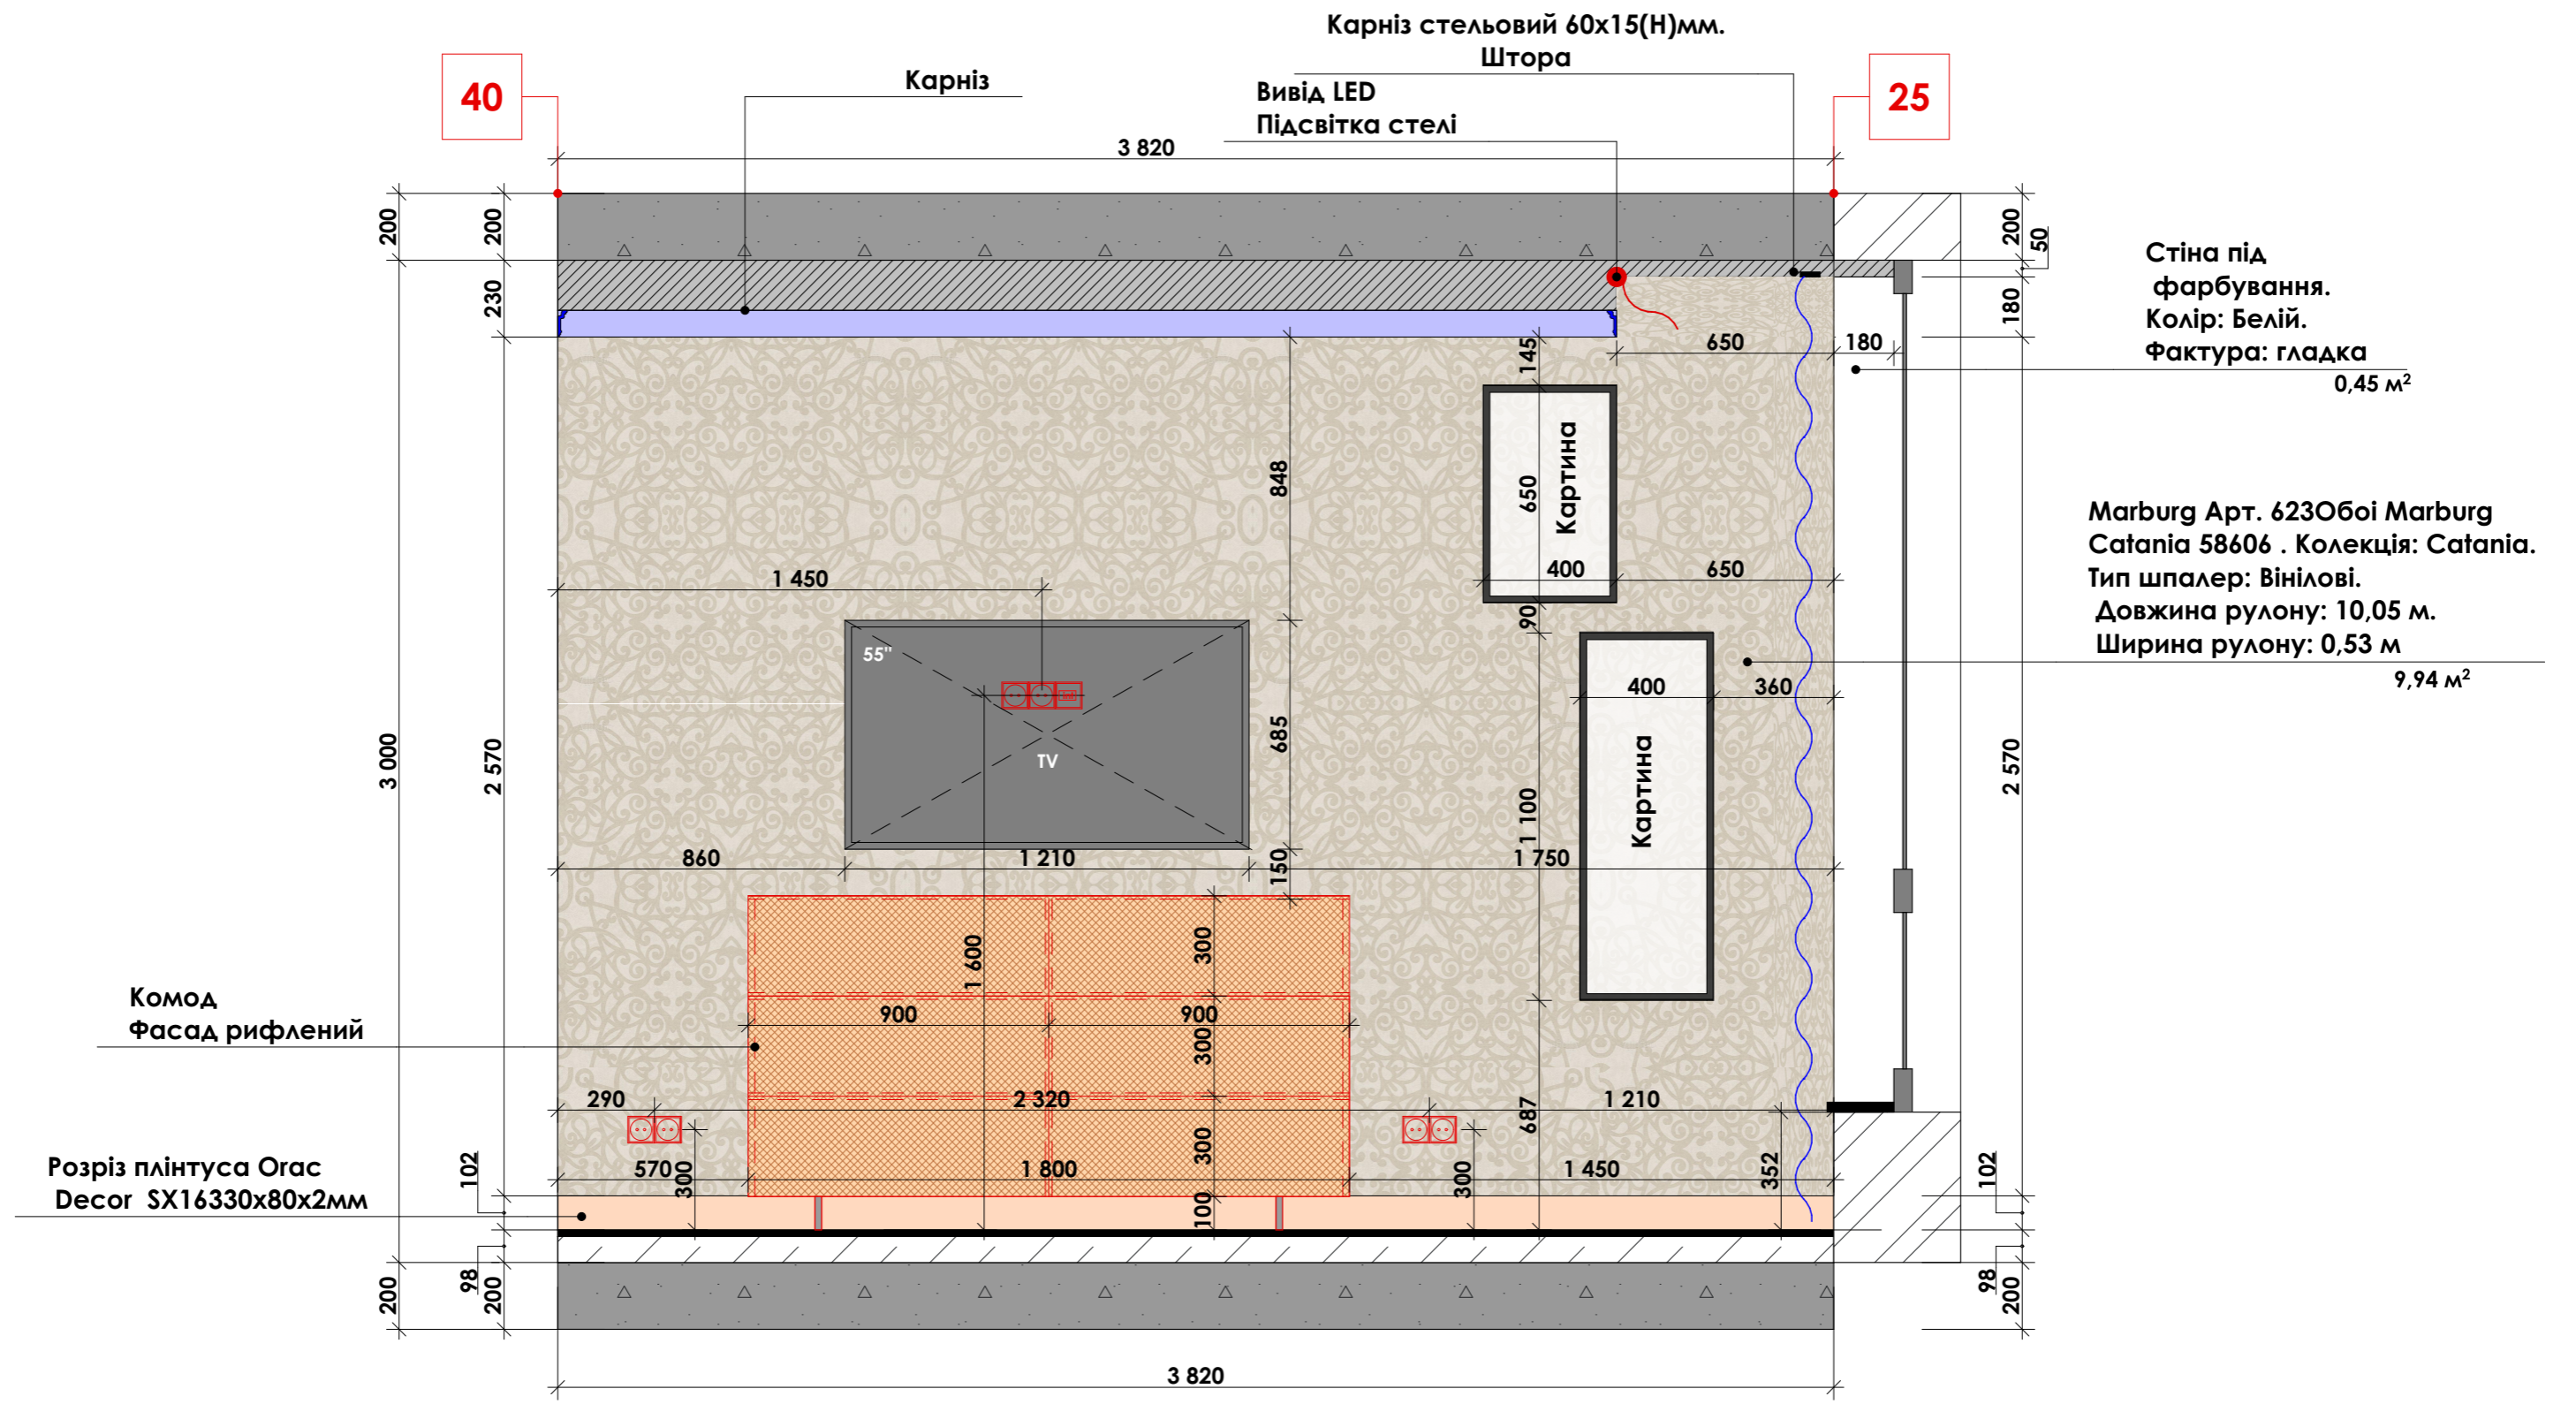 Карніз стельовий 60х15(Н)мм.
Штора
40
Карніз
Вивід LED
Підсвітка стелі
25
3 820
200
200
230
3 000
2 570
200
50
180
2 570
Стіна під
фарбування.
Колір: Белій.
Фактура: гладка
0,45 м²
650
180
145
848
650
Картина
400
650
90
Marburg Арт. 623Обоі Marburg
Catania 58606 . Колекція: Catania.
Тип шпалер: Вінілові.
Довжина рулону: 10,05 м.
Ширина рулону: 0,53 м
9,94 м²
1 450
55"
TV
685
400
360
Картина
1 100
860
1 210
150
1 750
1 600
300
900
900
300
Комод
Фасад рифлений
290
2 320
1 210
687
300
570
300
1 800
300
1 450
352
Розріз плінтуса Orac
Decor SX16330х80х2мм
102
100
102
98
200
200
98
200
3 820